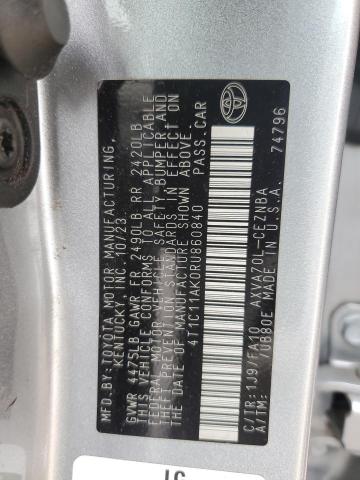 MFD.BY:TOYOTA MOTOR MANUFACTURING,
KENTUCKY, INC. 10/23
GVWR 4475LB GAWR FR 2490LB RR 2420LB
THIS VEHICLE CONFORMS TO ALL APPLICABLE
FEDERAL MOTOR VEHICLE SAFETY, BUMPER, AND
THEFT PREVENTION STANDARDS IN EFFECT ON
THE DATE OF MANUFACTURE SHOWN ABOVE.
4T1C11AK0RU860840 PASS.CAR
C/TR:1J9/FA10 AXVA70L-CEZNBA
A/TM: /UB80E MADE IN U.S.A.
74796